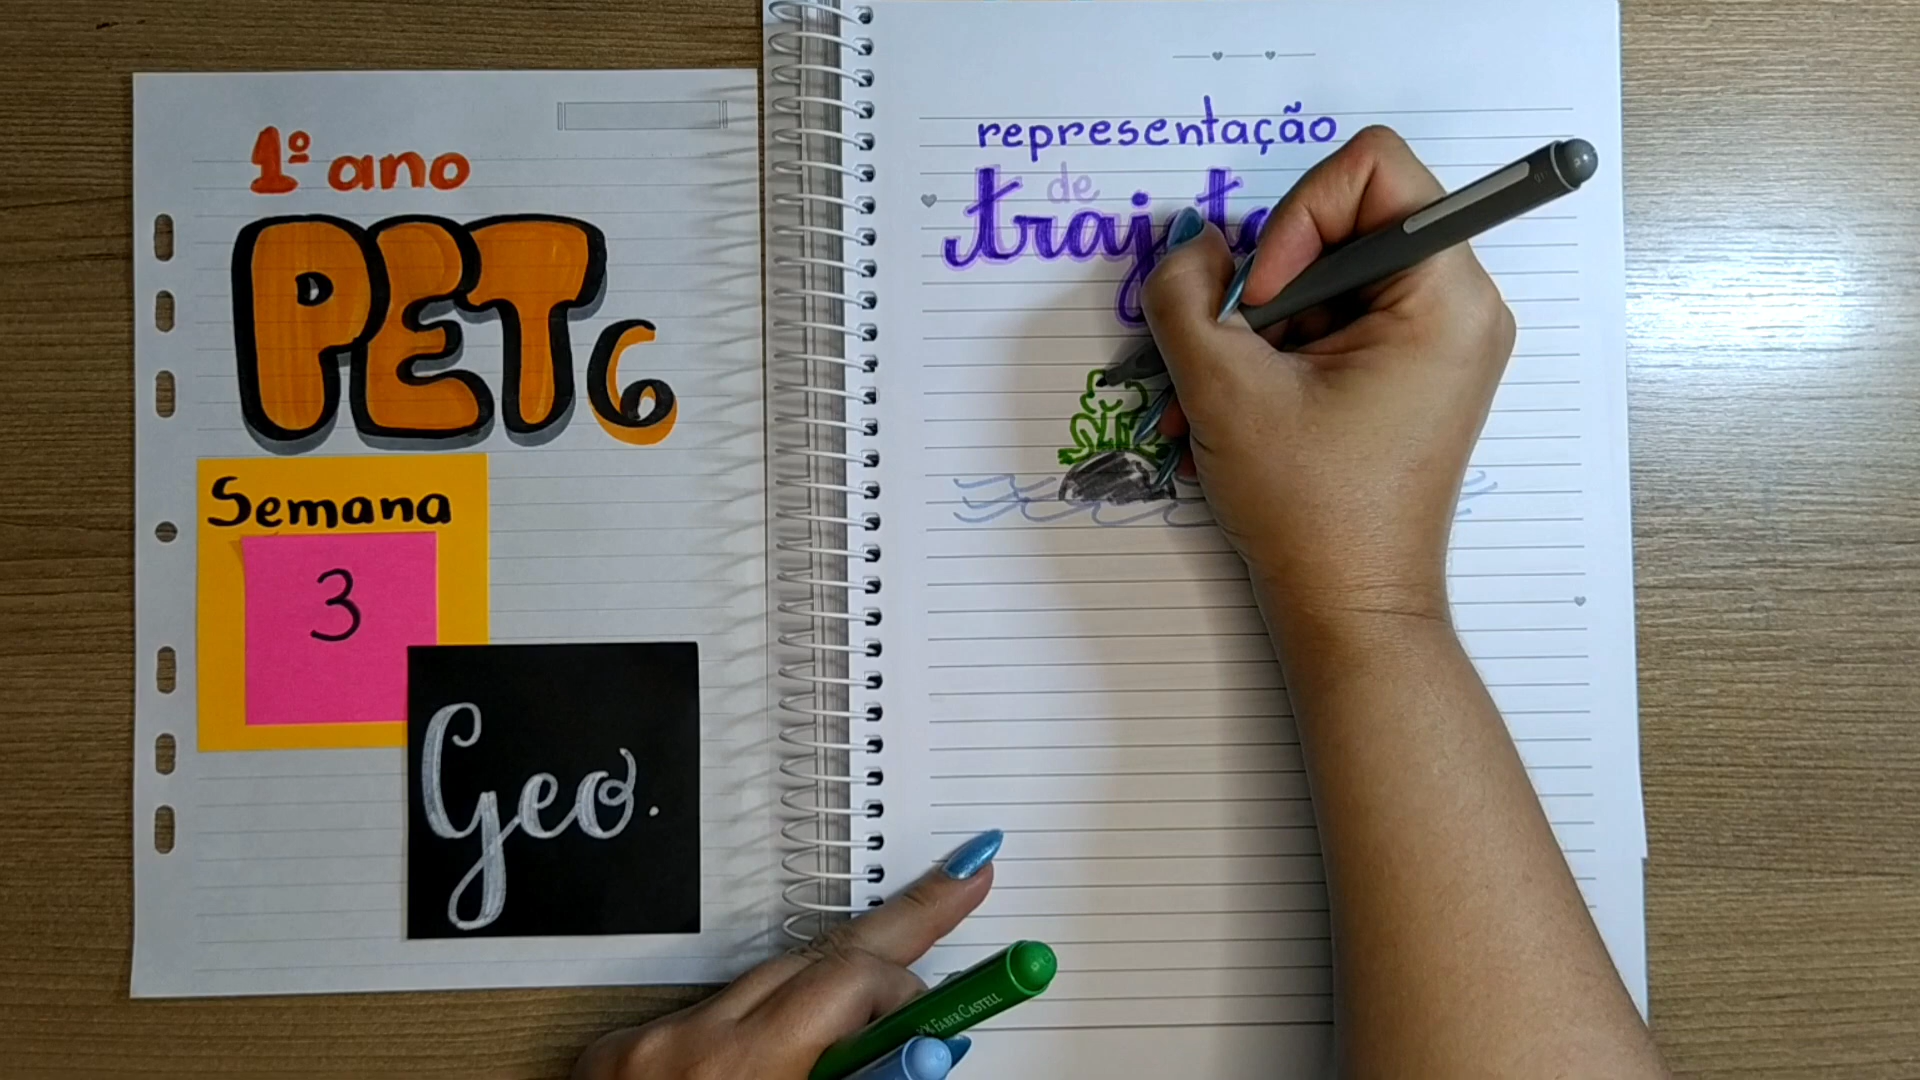 1º ano
PET 6
Semana
3
Geo.
representação
de
FABER CASTELL